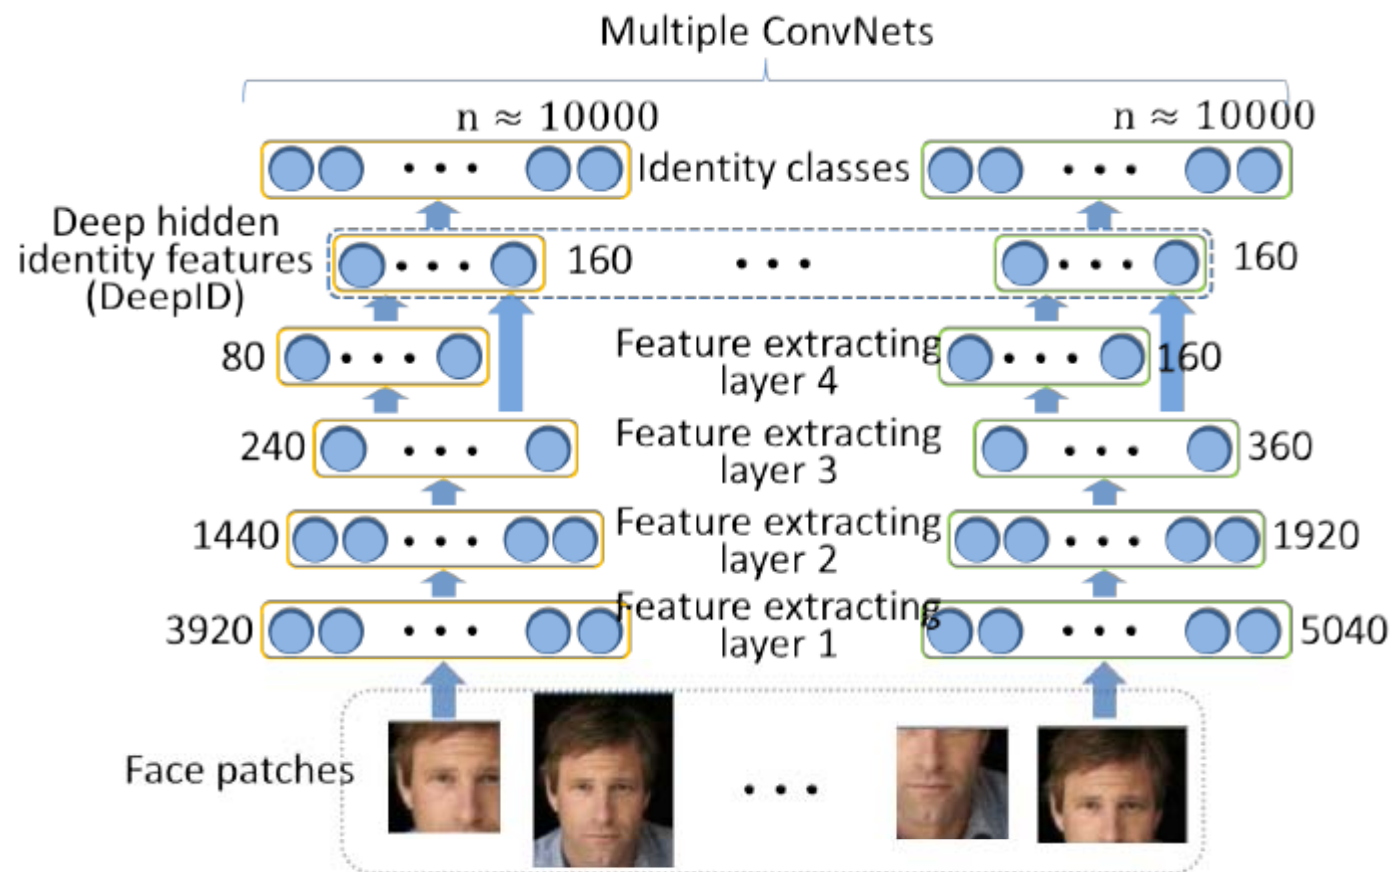 Multiple ConvNets
n ≈ 10000
n ≈ 10000
Identity classes
Deep hidden
identity features
(DeepID)
160
• • •
160
80
Feature extracting
layer 4
160
240
Feature extracting
layer 3
360
1440
Feature extracting
layer 2
1920
3920
Feature extracting
layer 1
5040
Face patches